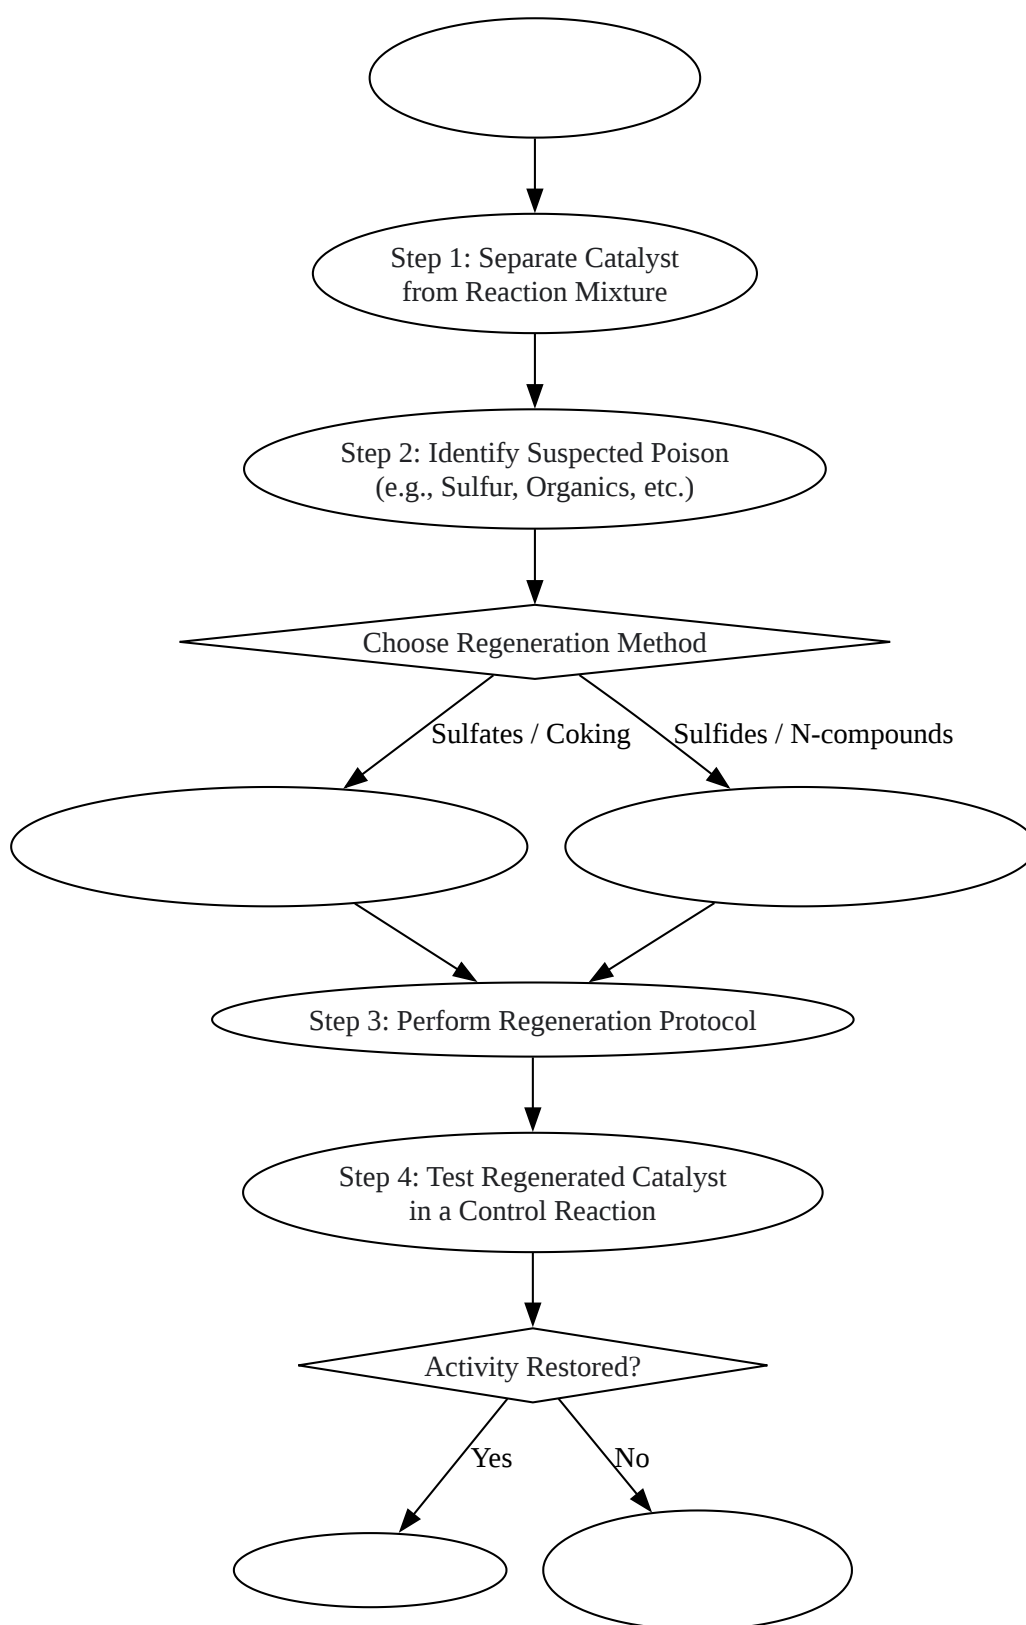 Step 1: Separate Catalyst
from Reaction Mixture
Step 2: Identify Suspected Poison
(e.g., Sulfur, Organics, etc.)
Choose Regeneration Method
Sulfates / Coking
Sulfides / N-compounds
Step 3: Perform Regeneration Protocol
Step 4: Test Regenerated Catalyst
in a Control Reaction
Activity Restored?
Yes
No